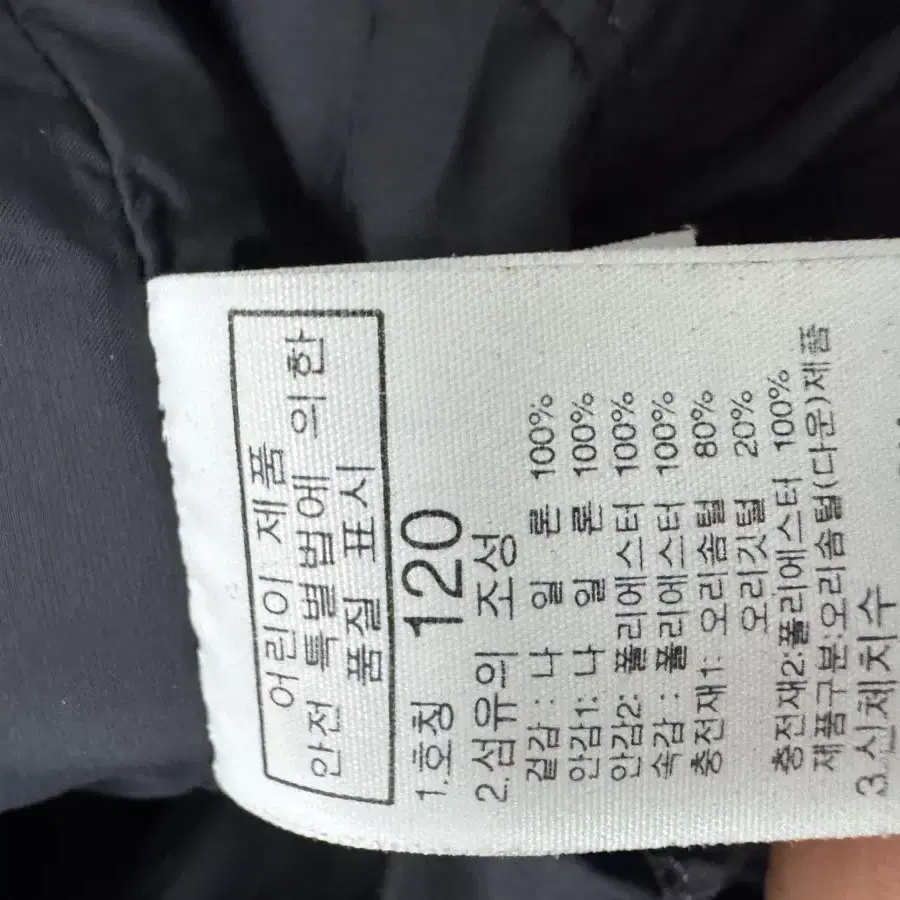 어린이 제품
안전 특별법에 의한
품질 표시
1.호칭 120
2.섬유의 조성
겉감 : 나 일 론 100%
안감1: 나 일 론 100%
안감2: 폴리에스터 100%
속감 : 폴리에스터 100%
충전재1: 오리솜털 80%
오리깃털 20%
충전재2:폴리에스터 100%
제품구분:오리솜털(다운)제품
3.신체치수